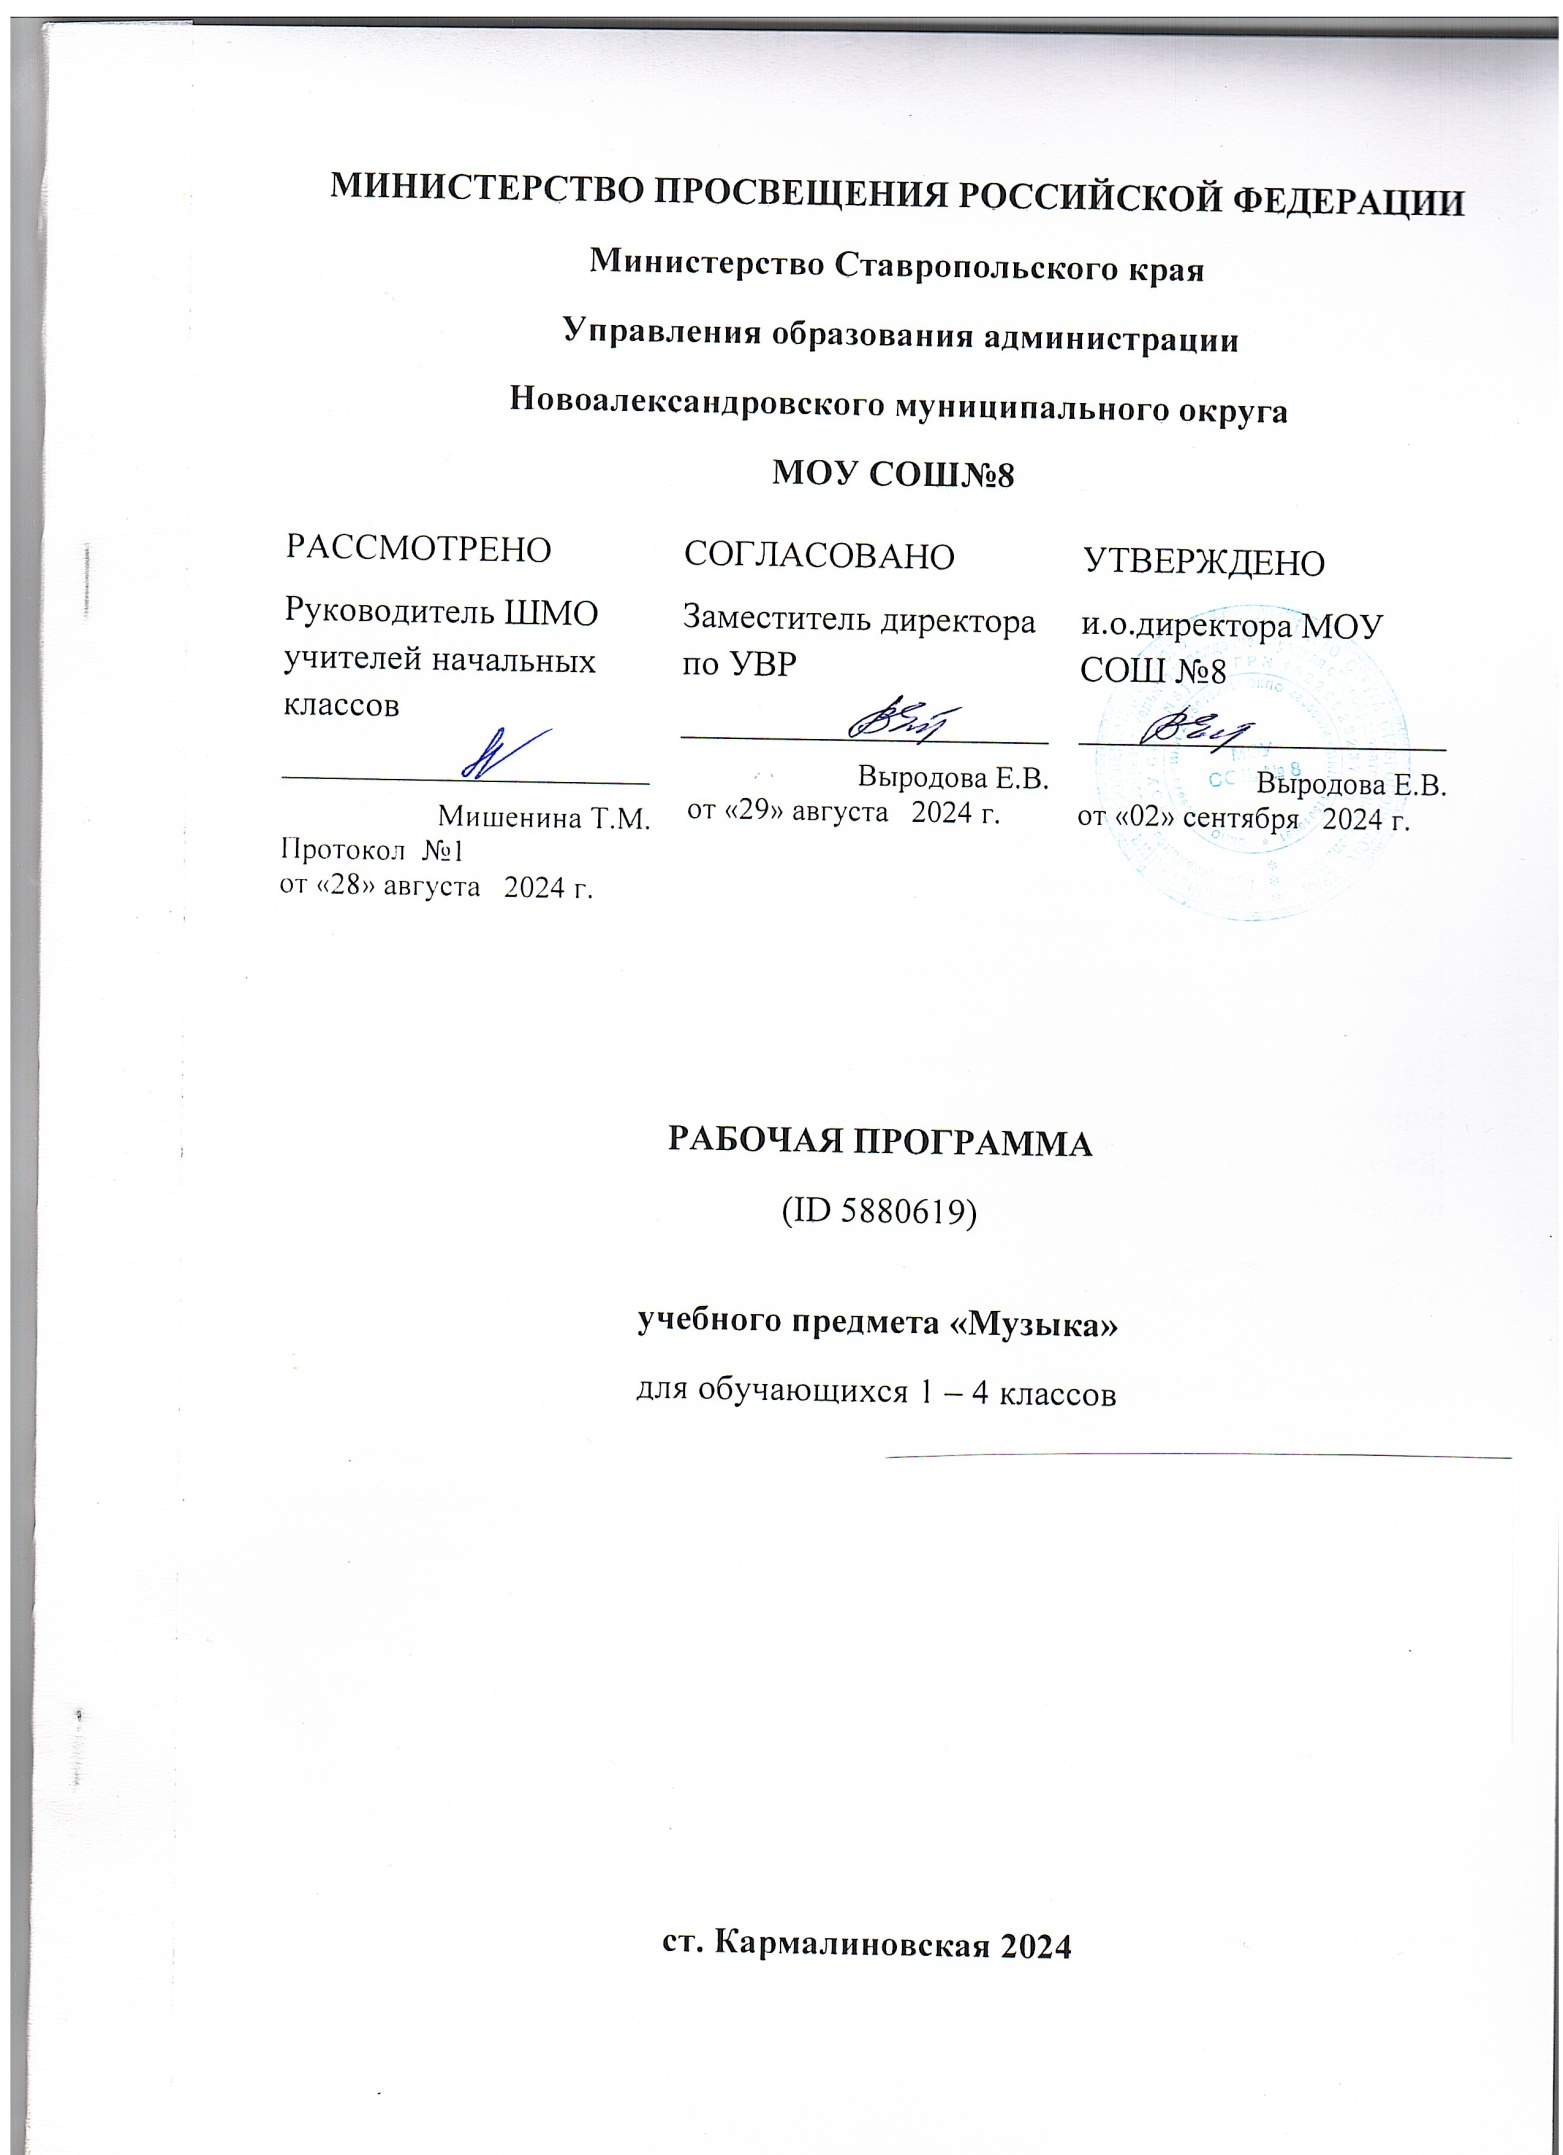 МИНИСТЕРСТВО ПРОСВЕЩЕНИЯ РОССИЙСКОЙ ФЕДЕРАЦИИ
Министерство Ставропольского края
Управления образования администрации
Новоалександровского муниципального округа
МОУ СОШ№8
РАССМОТРЕНО
Руководитель ШМО
учителей начальных
классов
Мишенина Т.М.
Протокол №1
от «28» августа 2024 г.
СОГЛАСОВАНО
Заместитель директора
по УВР
Выродова Е.В.
от «29» августа 2024 г.
УТВЕРЖДЕНО
и.о.директора МОУ
СОШ №8
Выродова Е.В.
от «02» сентября 2024 г.
МОУ
СОШ №8
РАБОЧАЯ ПРОГРАММА
(ID 5880619)
учебного предмета «Музыка»
для обучающихся 1 – 4 классов
ст. Кармалиновская 2024